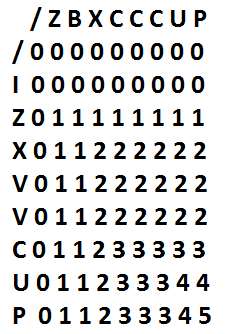 / Z B X C C C U P
/ 0 0 0 0 0 0 0 0 0
I 0 0 0 0 0 0 0 0 0
Z 0 1 1 1 1 1 1 1 1
X 0 1 1 2 2 2 2 2 2
V 0 1 1 2 2 2 2 2 2
V 0 1 1 2 2 2 2 2 2
C 0 1 1 2 3 3 3 3 3
U 0 1 1 2 3 3 3 4 4
P 0 1 1 2 3 3 3 4 5